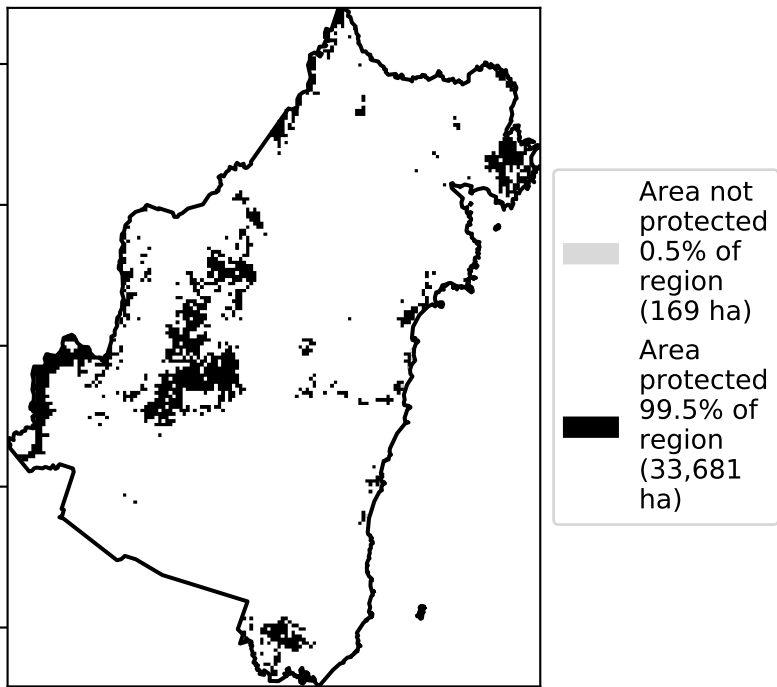 Area not
protected
0.5% of
region
(169 ha)
Area
protected
99.5% of
region
(33,681
ha)